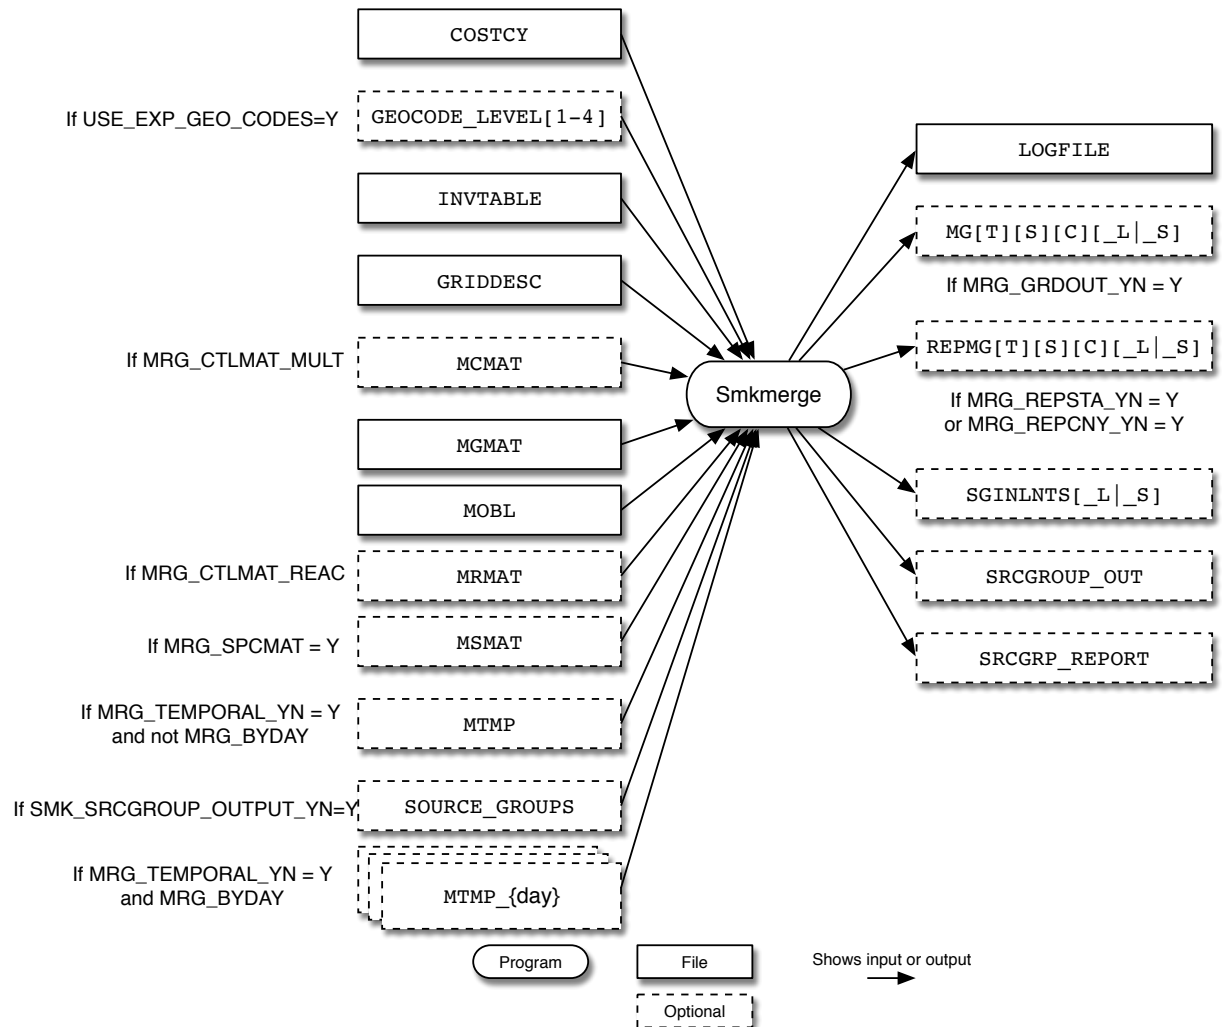 COSTCY
If USE_EXP_GEO_CODES=Y
GEOCODE_LEVEL[1-4]
INVTABLE
GRIDDESC
If MRG_CTLMAT_MULT
MCMAT
MGMAT
MOBL
If MRG_CTLMAT_REAC
MRMAT
If MRG_SPCMAT = Y
MSMAT
If MRG_TEMPORAL_YN = Y
and not MRG_BYDAY
MTMP
If SMK_SRCGROUP_OUTPUT_YN=Y
SOURCE_GROUPS
If MRG_TEMPORAL_YN = Y
and MRG_BYDAY
MTMP_{day}
Smkmerge
LOGFILE
MG[T][S][C][_L|_S]
If MRG_GRDOUT_YN = Y
REPMG[T][S][C][_L|_S]
If MRG_REPSTA_YN = Y
or MRG_REPCNY_YN = Y
SGINLNTS[_L|_S]
SRCGROUP_OUT
SRCGRP_REPORT
Program
File
Shows input or output
Optional